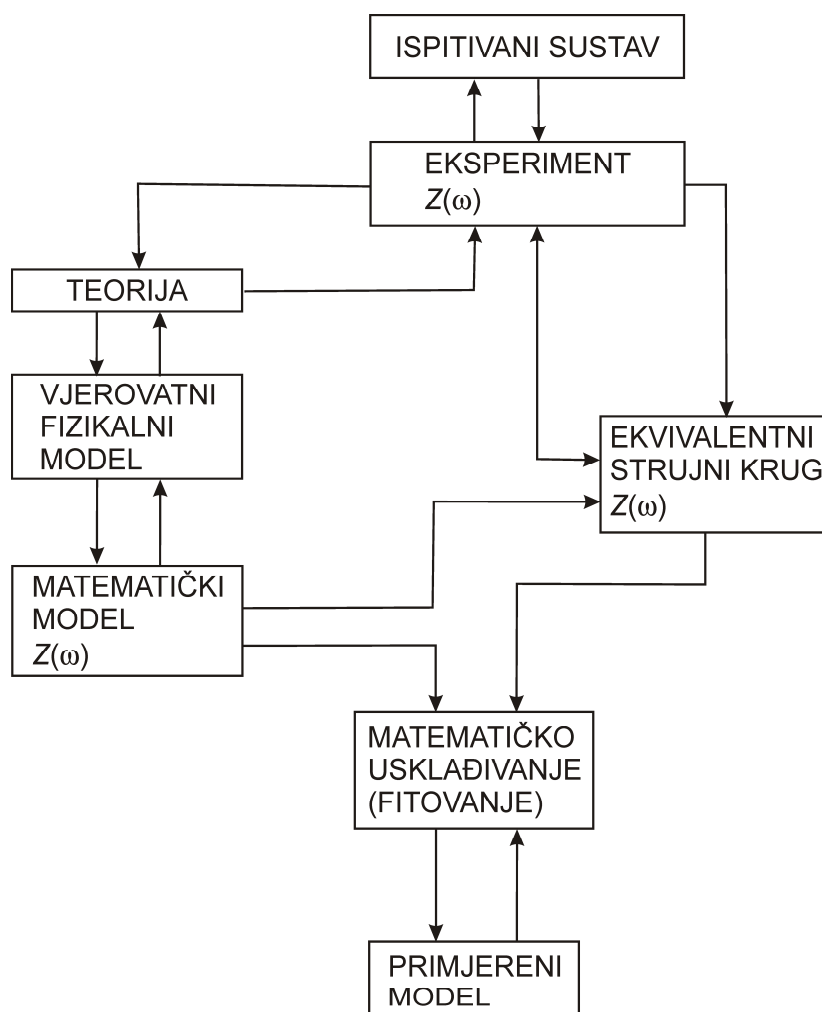 ISPITIVANI SUSTAV
EKSPERIMENT
Z(ω)
TEORIJA
VJEROVATNI
FIZIKALNI
MODEL
EKVIVALENTNI
STRUJNI KRUG
Z(ω)
MATEMATIČKI
MODEL
Z(ω)
MATEMATIČKO
USKLAĐIVANJE
(FITOVANJE)
PRIMJERENI
MODEL